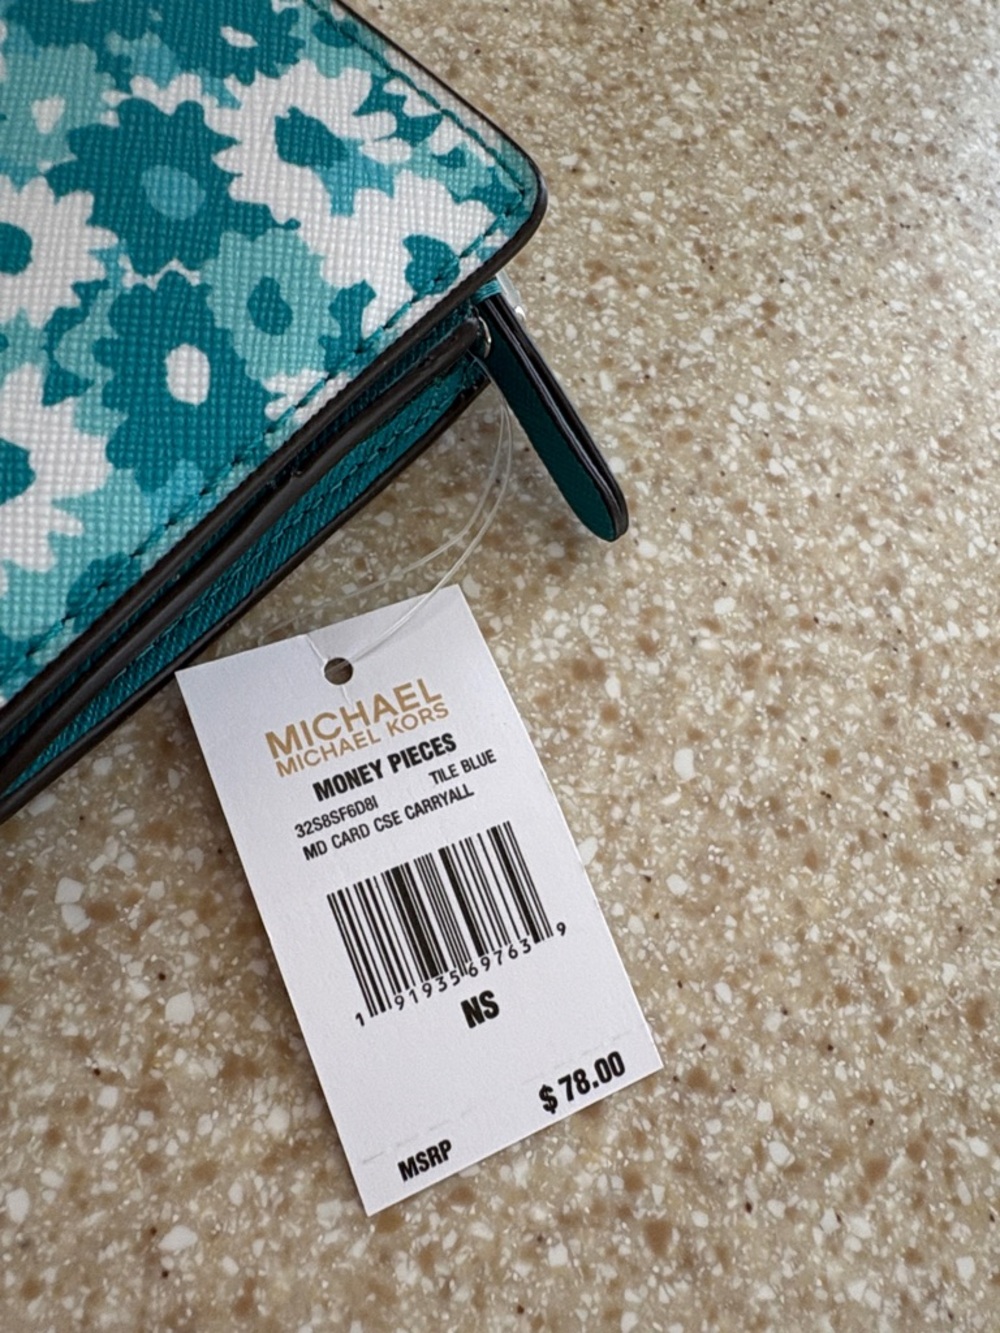 MICHAEL
MICHAEL KORS
MONEY PIECES
32S8SF6D8I TILE BLUE
MD CARD CSE CARRYALL
1 91935 69763 9
NS
$78.00
MSRP